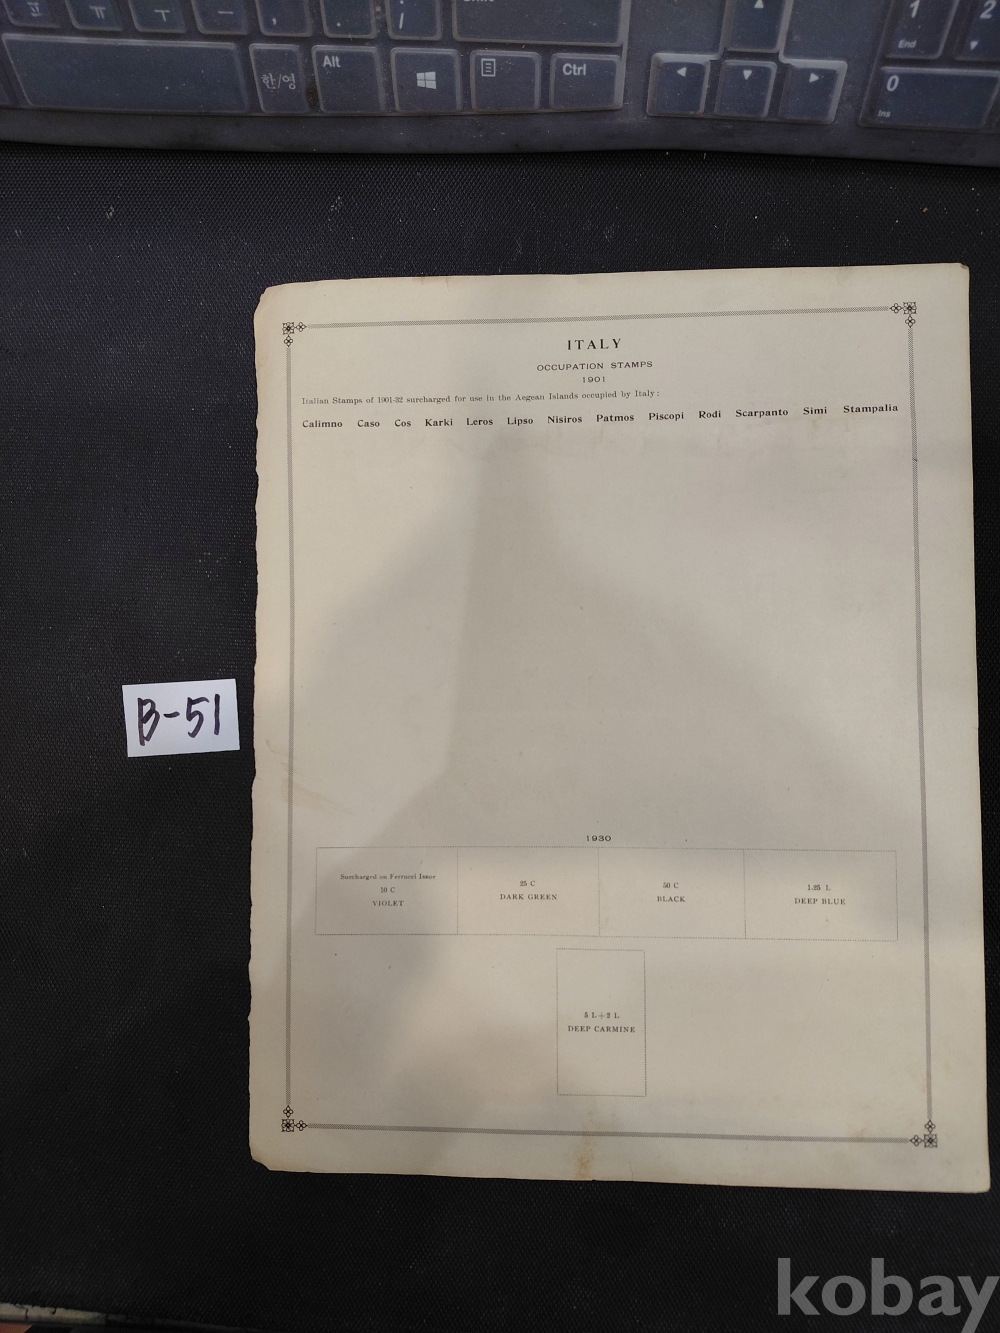 ㅠ
ㅜ
ㅡ
,
.
/
1
End
2
한/영
Alt
Ctrl
0
Ins
ITALY
OCCUPATION STAMPS
1901
Italian Stamps of 1901-32 surcharged for use in the Aegean Islands occupied by Italy:
Calimno Caso Cos Karki Leros Lipso Nisiros Patmos Piscopi Rodi Scarpanto Simi Stampalia
B-51
1930
Surcharged on Ferrucci Issue
25 C
50 C
1.25 L
DARK GREEN
BLACK
DEEP BLUE
VIOLET
5 L+2 L
DEEP CARMINE
kobay